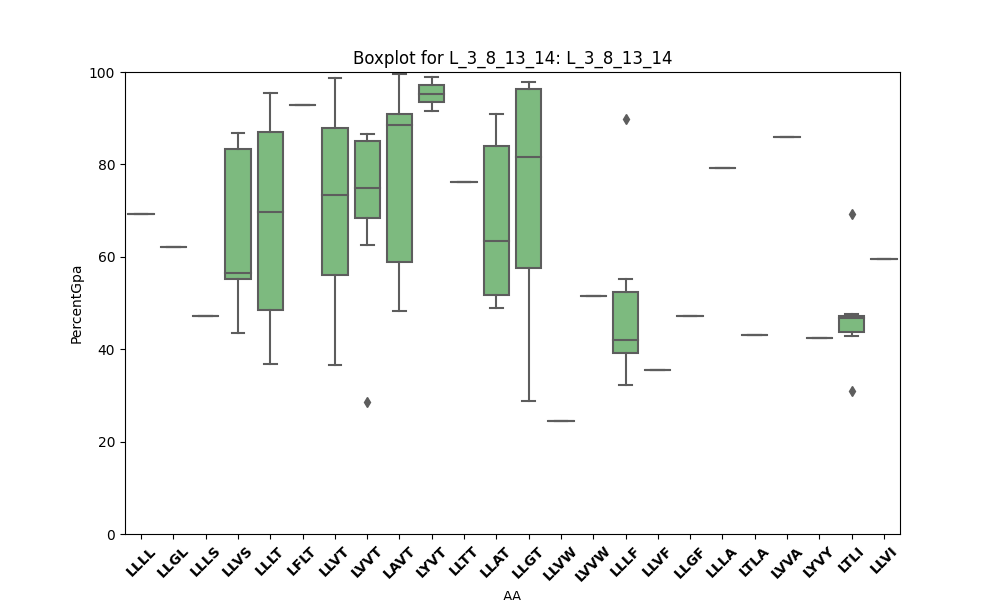 Boxplot for L_3_8_13_14: L_3_8_13_14
PercentGpa
100
80
60
40
20
0
LLLL LLGL LLLS LLVS LLLT LFLT LLVT LVVT LAVT LYVT LLTT LLAT LLGT LLVW LVVW LLLF LLVF LLGF LLLA LTLA LVVA LYVY LTLI LLVI
AA